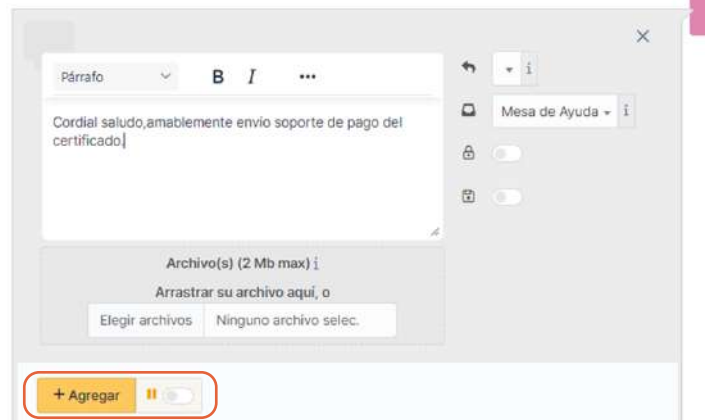 Párrafo B I •••
i
Cordial saludo,amablemente envío soporte de pago del
certificado.
Mesa de Ayuda i
Archivo(s) (2 Mb max) i
Arrastrar su archivo aquí, o
Elegir archivos Ninguno archivo selec.
+ Agregar